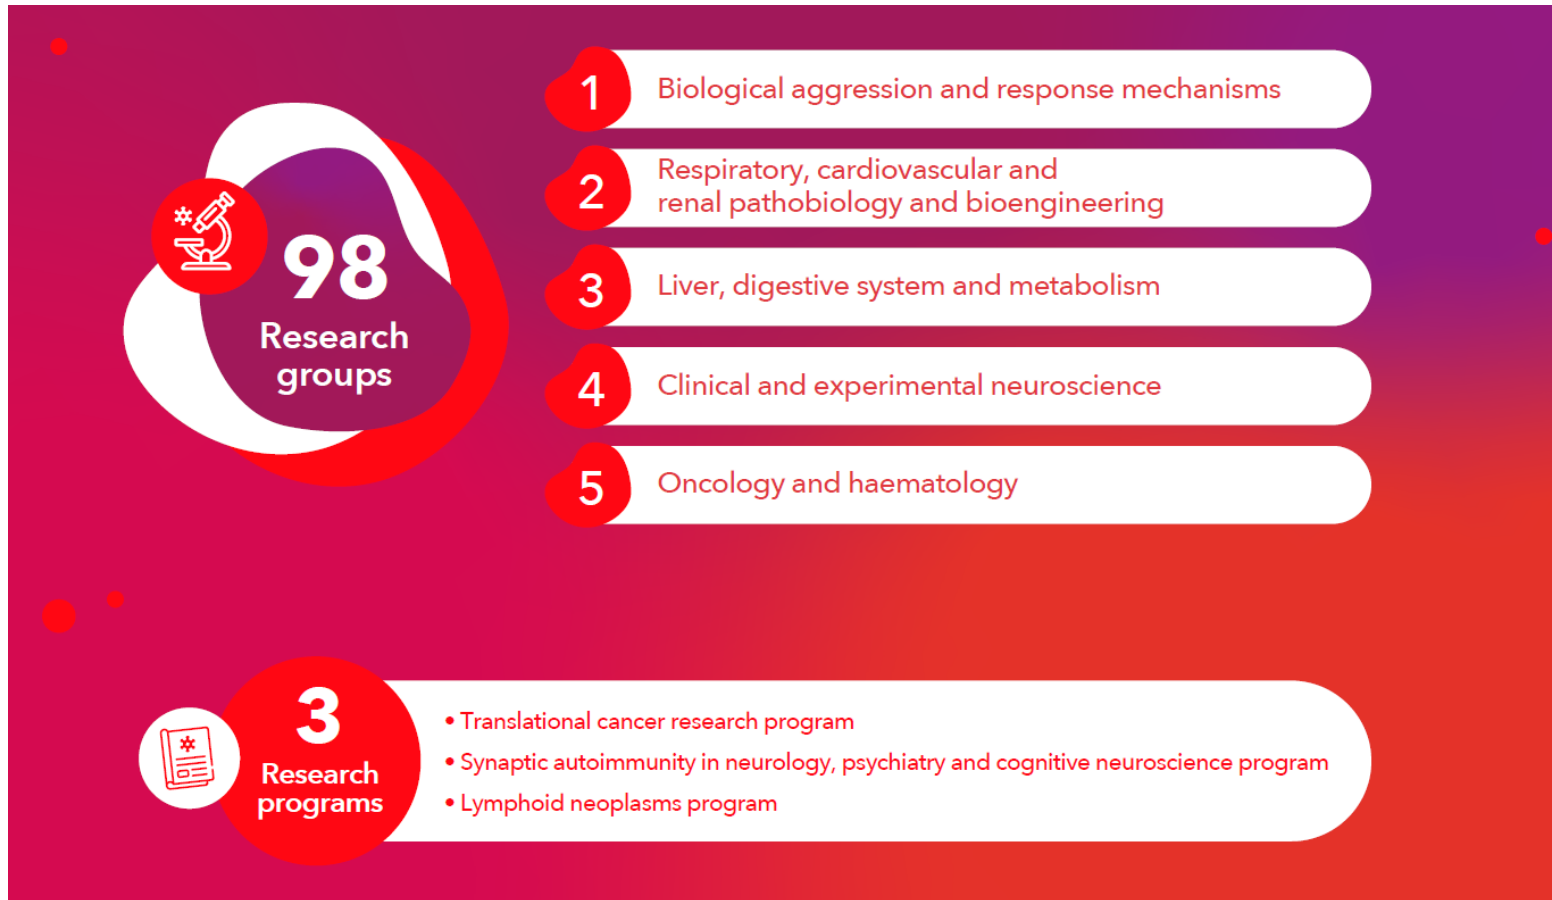 98
Research
groups
1
Biological aggression and response mechanisms
2
Respiratory, cardiovascular and
renal pathobiology and bioengineering
3
Liver, digestive system and metabolism
4
Clinical and experimental neuroscience
5
Oncology and haematology
3
Research
programs
• Translational cancer research program
• Synaptic autoimmunity in neurology, psychiatry and cognitive neuroscience program
• Lymphoid neoplasms program